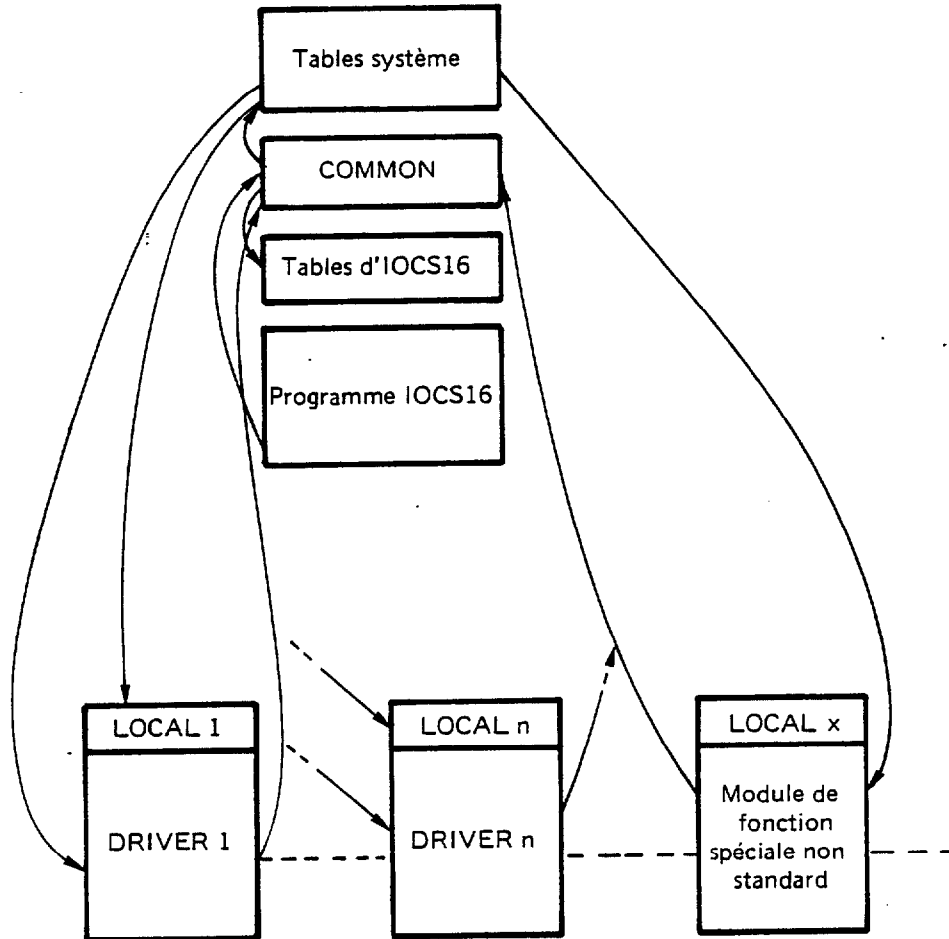 Tables système
COMMON
Tables d'IOCS16
Programme IOCS16
LOCAL 1
DRIVER 1
LOCAL n
DRIVER n
LOCAL x
Module de
fonction
spéciale non
standard